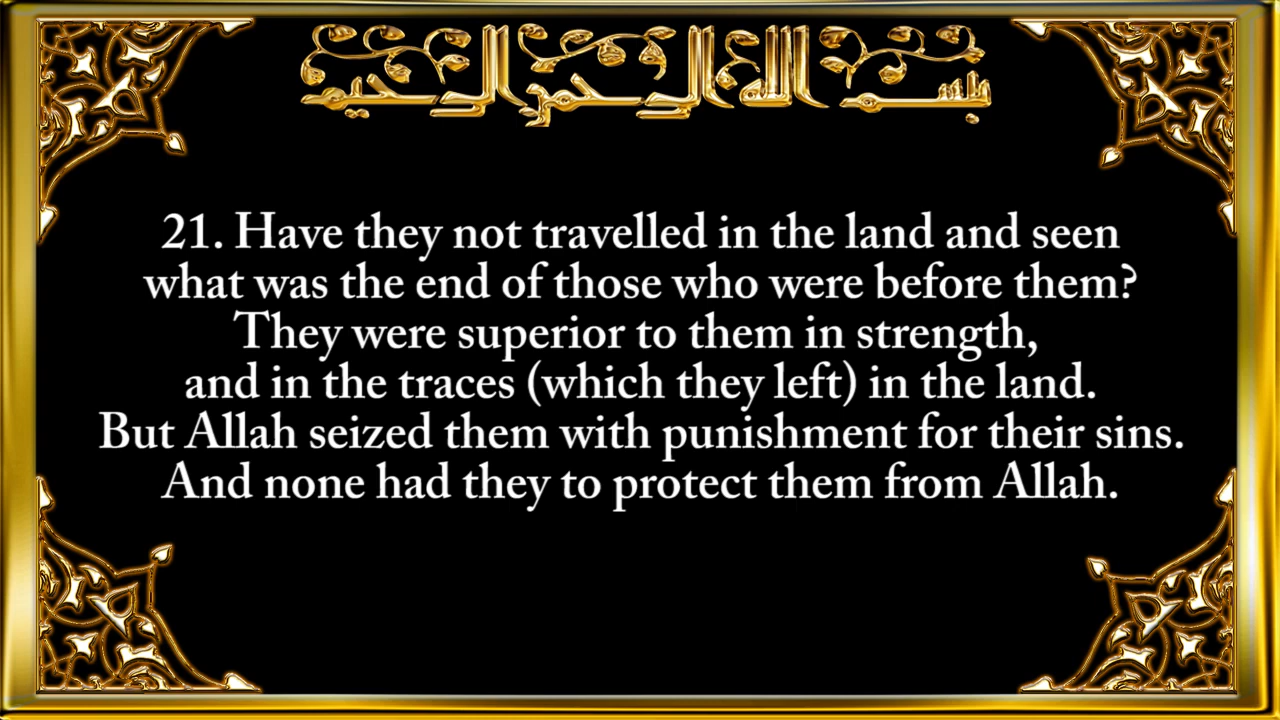 بسم الله الرحمن الرحيم
21. Have they not travelled in the land and seen
what was the end of those who were before them?
They were superior to them in strength,
and in the traces (which they left) in the land.
But Allah seized them with punishment for their sins.
And none had they to protect them from Allah.